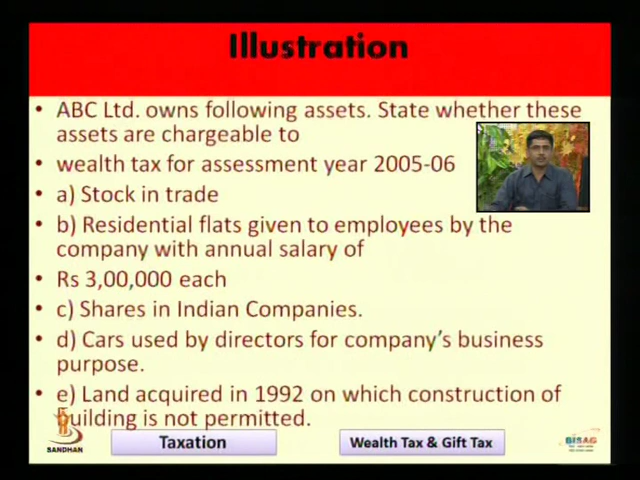 Illustration
• ABC Ltd. owns following assets. State whether these
assets are chargeable to
• wealth tax for assessment year 2005-06
• a) Stock in trade
• b) Residential flats given to employees by the
company with annual salary of
• Rs 3,00,000 each
• c) Shares in Indian Companies.
• d) Cars used by directors for company's business
purpose.
• e) Land acquired in 1992 on which construction of
building is not permitted.
SANDHAN
Taxation
Wealth Tax & Gift Tax
BISAG